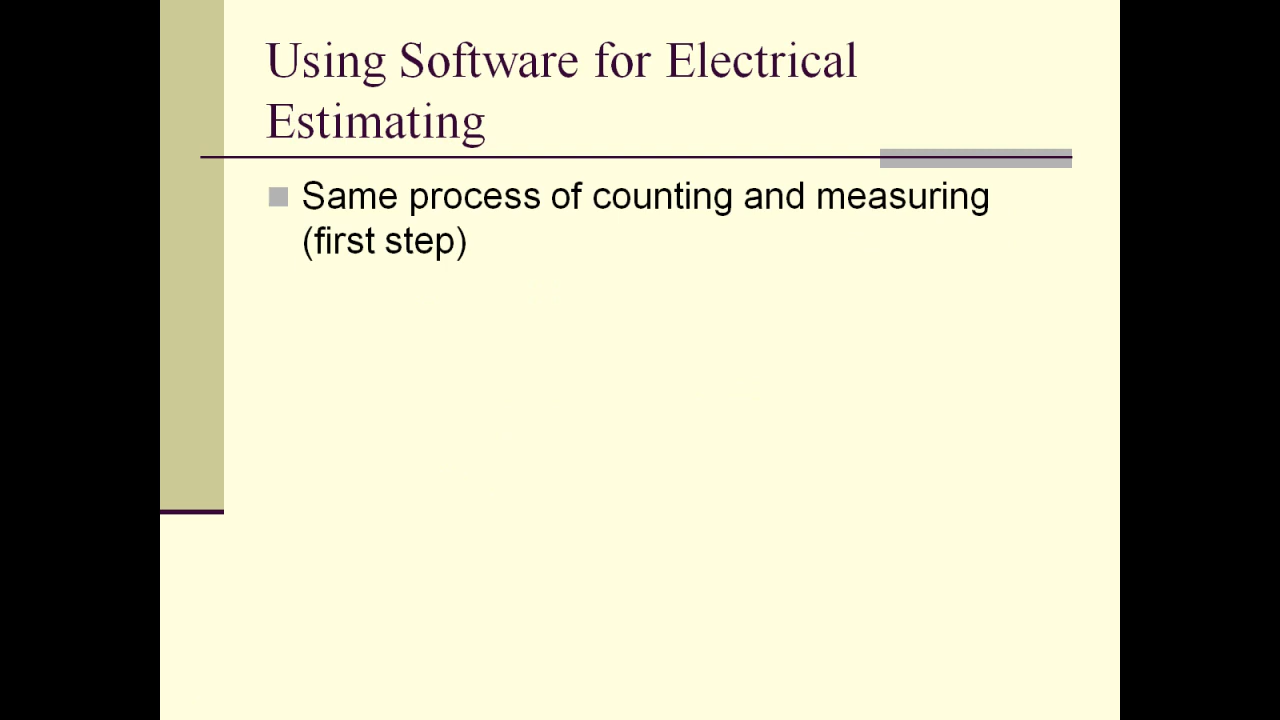 Using Software for Electrical
Estimating
Same process of counting and measuring
(first step)